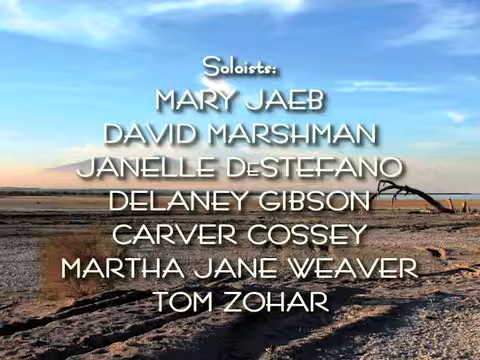 Soloists:
MARY JAEB
DAVID MARSHMAN
JANELLE DeSTEFANO
DELANEY GIBSON
CARVER COSSEY
MARTHA JANE WEAVER
TOM ZOHAR